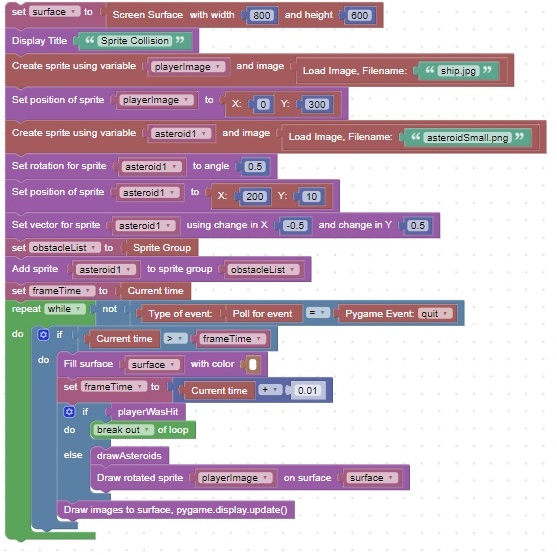 set surface to Screen Surface with width 800 and height 600
Display Title “ Sprite Collision ”
Create sprite using variable playerImage and image Load Image, Filename: “ ship.jpg ”
Set position of sprite playerImage to X: 0 Y: 300
Create sprite using variable asteroid1 and image Load Image, Filename: “ asteroidSmall.png ”
Set rotation for sprite asteroid1 to angle 0.5
Set position of sprite asteroid1 to X: 200 Y: 10
Set vector for sprite asteroid1 using change in X -0.5 and change in Y 0.5
set obstacleList to Sprite Group
Add sprite asteroid1 to sprite group obstacleList
set frameTime to Current time
repeat while not Type of event: Poll for event = Pygame Event: quit
do if Current time > frameTime
do Fill surface surface with color
set frameTime to Current time + 0.01
if playerWasHit
do break out of loop
else drawAsteroids
Draw rotated sprite playerImage on surface surface
Draw images to surface, pygame.display.update()